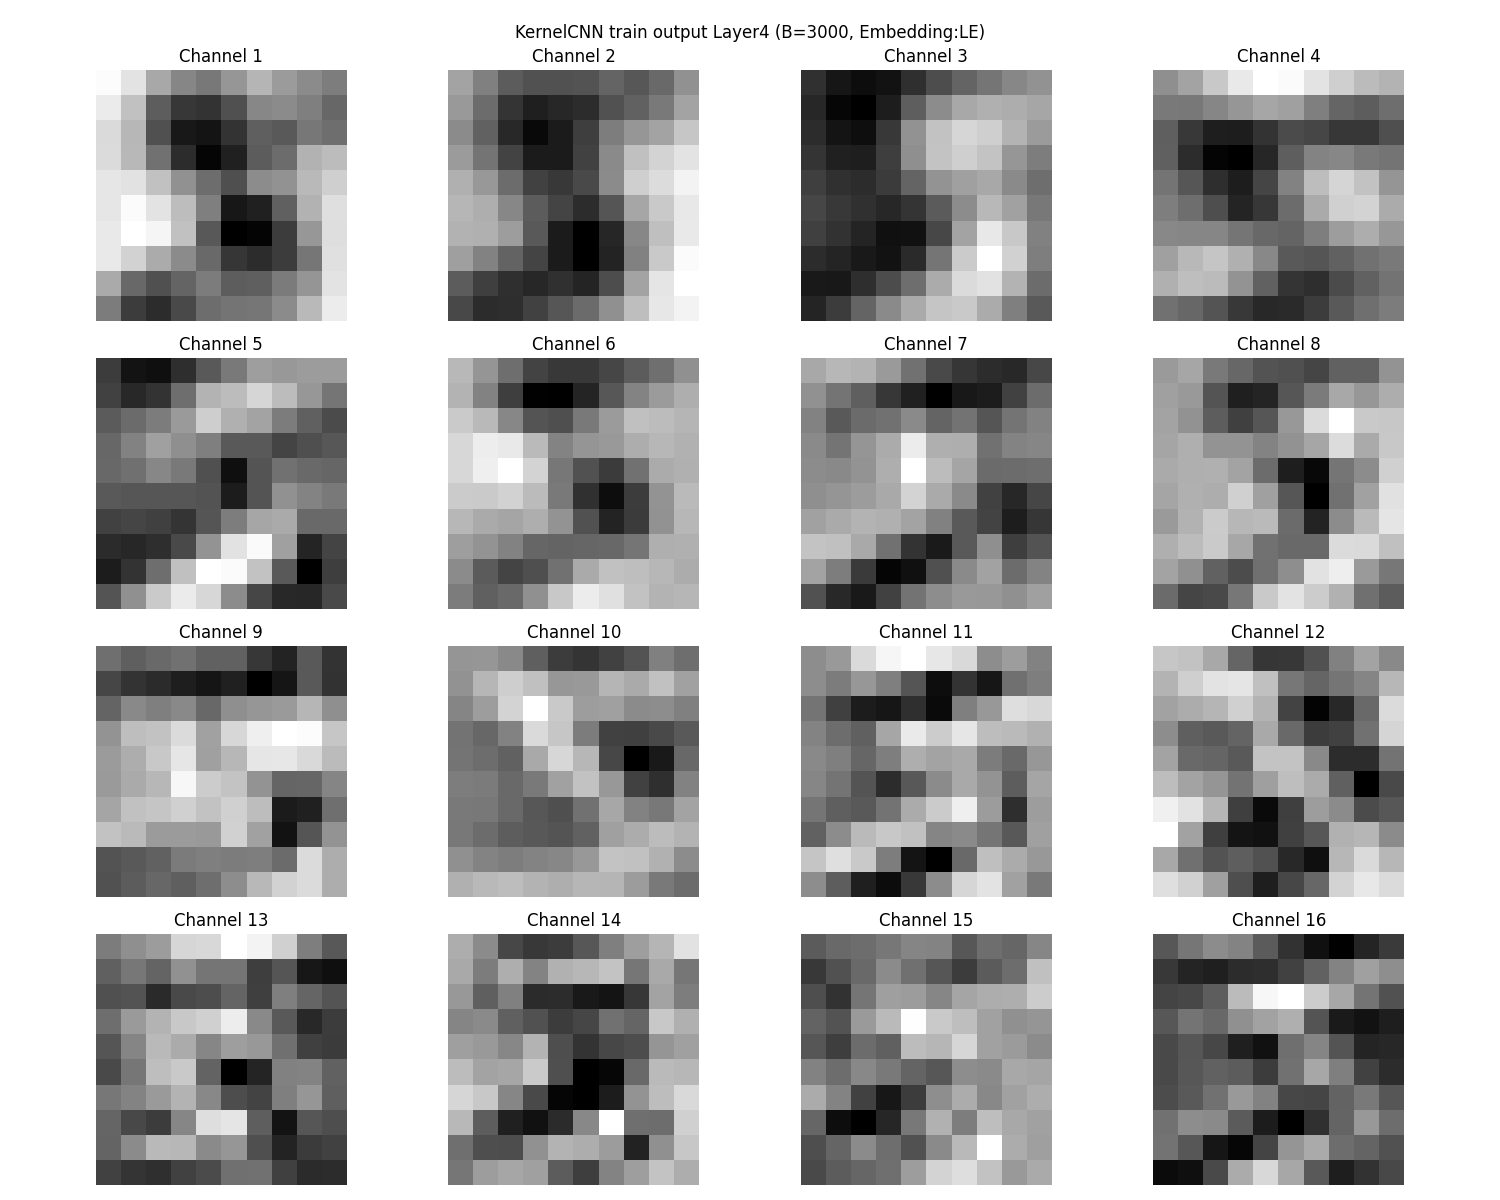 KernelCNN train output Layer4 (B=3000, Embedding:LE)
Channel 1 Channel 2 Channel 3 Channel 4
Channel 5 Channel 6 Channel 7 Channel 8
Channel 9 Channel 10 Channel 11 Channel 12
Channel 13 Channel 14 Channel 15 Channel 16